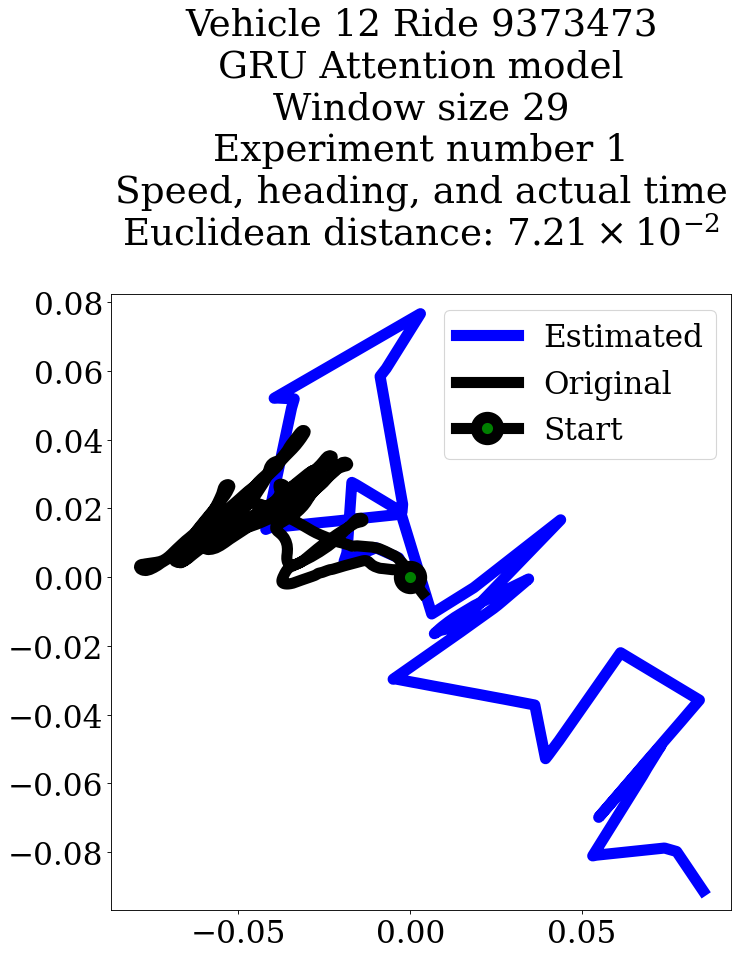 Vehicle 12 Ride 9373473
GRU Attention model
Window size 29
Experiment number 1
Speed, heading, and actual time
Euclidean distance: 7.21 × 10⁻²
0.08
0.06
0.04
0.02
0.00
−0.02
−0.04
−0.06
−0.08
Estimated
Original
Start
−0.05
0.00
0.05